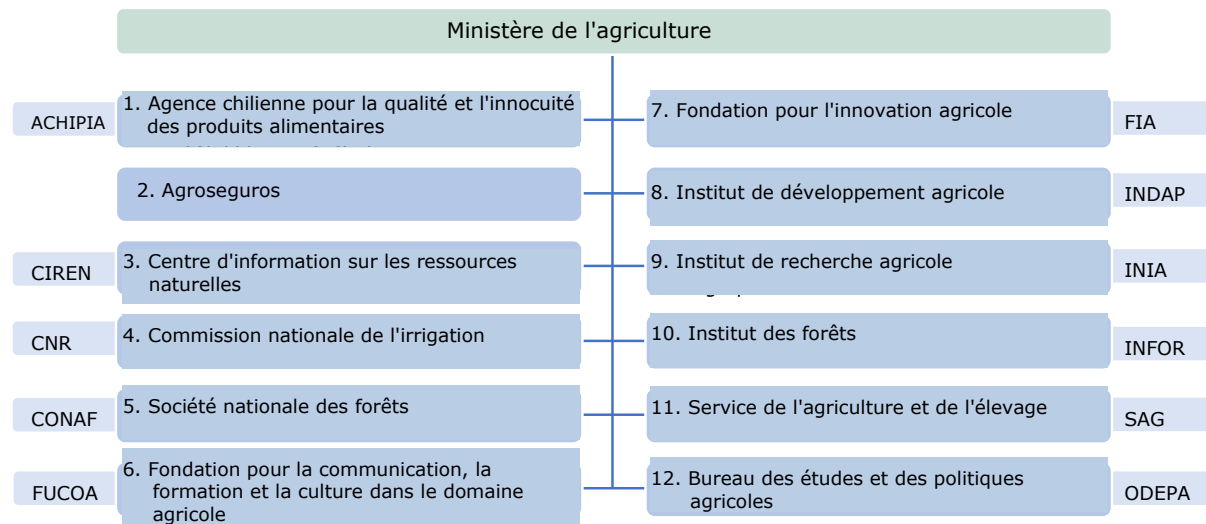 Ministère de l'agriculture
ACHIPIA
1. Agence chilienne pour la qualité et l'innocuité
des produits alimentaires
2. Agroseguros
CIREN
3. Centre d'information sur les ressources
naturelles
CNR
4. Commission nationale de l'irrigation
CONAF
5. Société nationale des forêts
FUCOA
6. Fondation pour la communication, la
formation et la culture dans le domaine
agricole
7. Fondation pour l'innovation agricole
FIA
8. Institut de développement agricole
INDAP
9. Institut de recherche agricole
INIA
10. Institut des forêts
INFOR
11. Service de l'agriculture et de l'élevage
SAG
12. Bureau des études et des politiques
agricoles
ODEPA